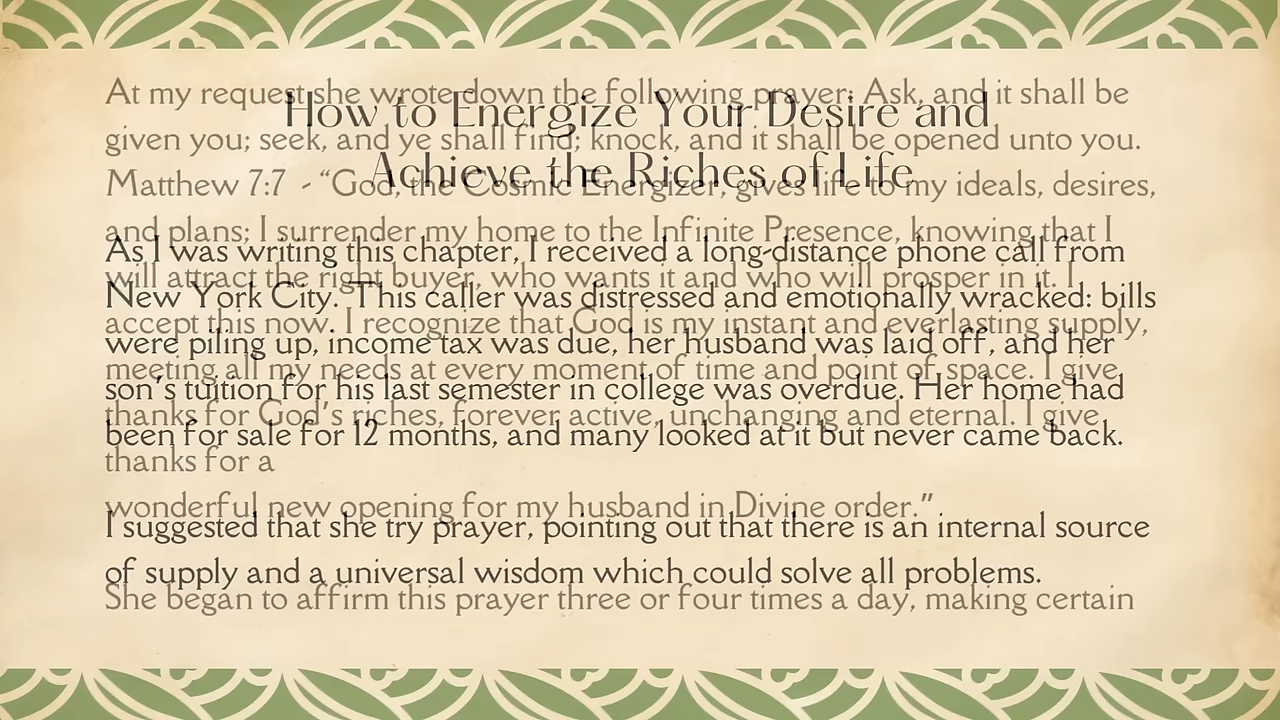 How to Energize Your Desire and
Achieve the Riches of Life
As I was writing this chapter, I received a long-distance phone call from
New York City. This caller was distressed and emotionally wracked: bills
were piling up, income tax was due, her husband was laid off, and her
son's tuition for his last semester in college was overdue. Her home had
been for sale for 12 months, and many looked at it but never came back.
I suggested that she try prayer, pointing out that there is an internal source
of supply and a universal wisdom which could solve all problems.
At my request she wrote down the following prayer: Ask, and it shall be
given you; seek, and ye shall find; knock, and it shall be opened unto you.
Matthew 7:7 - “God, the Cosmic Energizer, gives life to my ideals, desires,
and plans; I surrender my home to the Infinite Presence, knowing that I
will attract the right buyer, who wants it and who will prosper in it. I
accept this now. I recognize that God is my instant and everlasting supply,
meeting all my needs at every moment of time and point of space. I give
thanks for God's riches, forever active, unchanging and eternal. I give
thanks for a
wonderful new opening for my husband in Divine order.”
She began to affirm this prayer three or four times a day, making certain